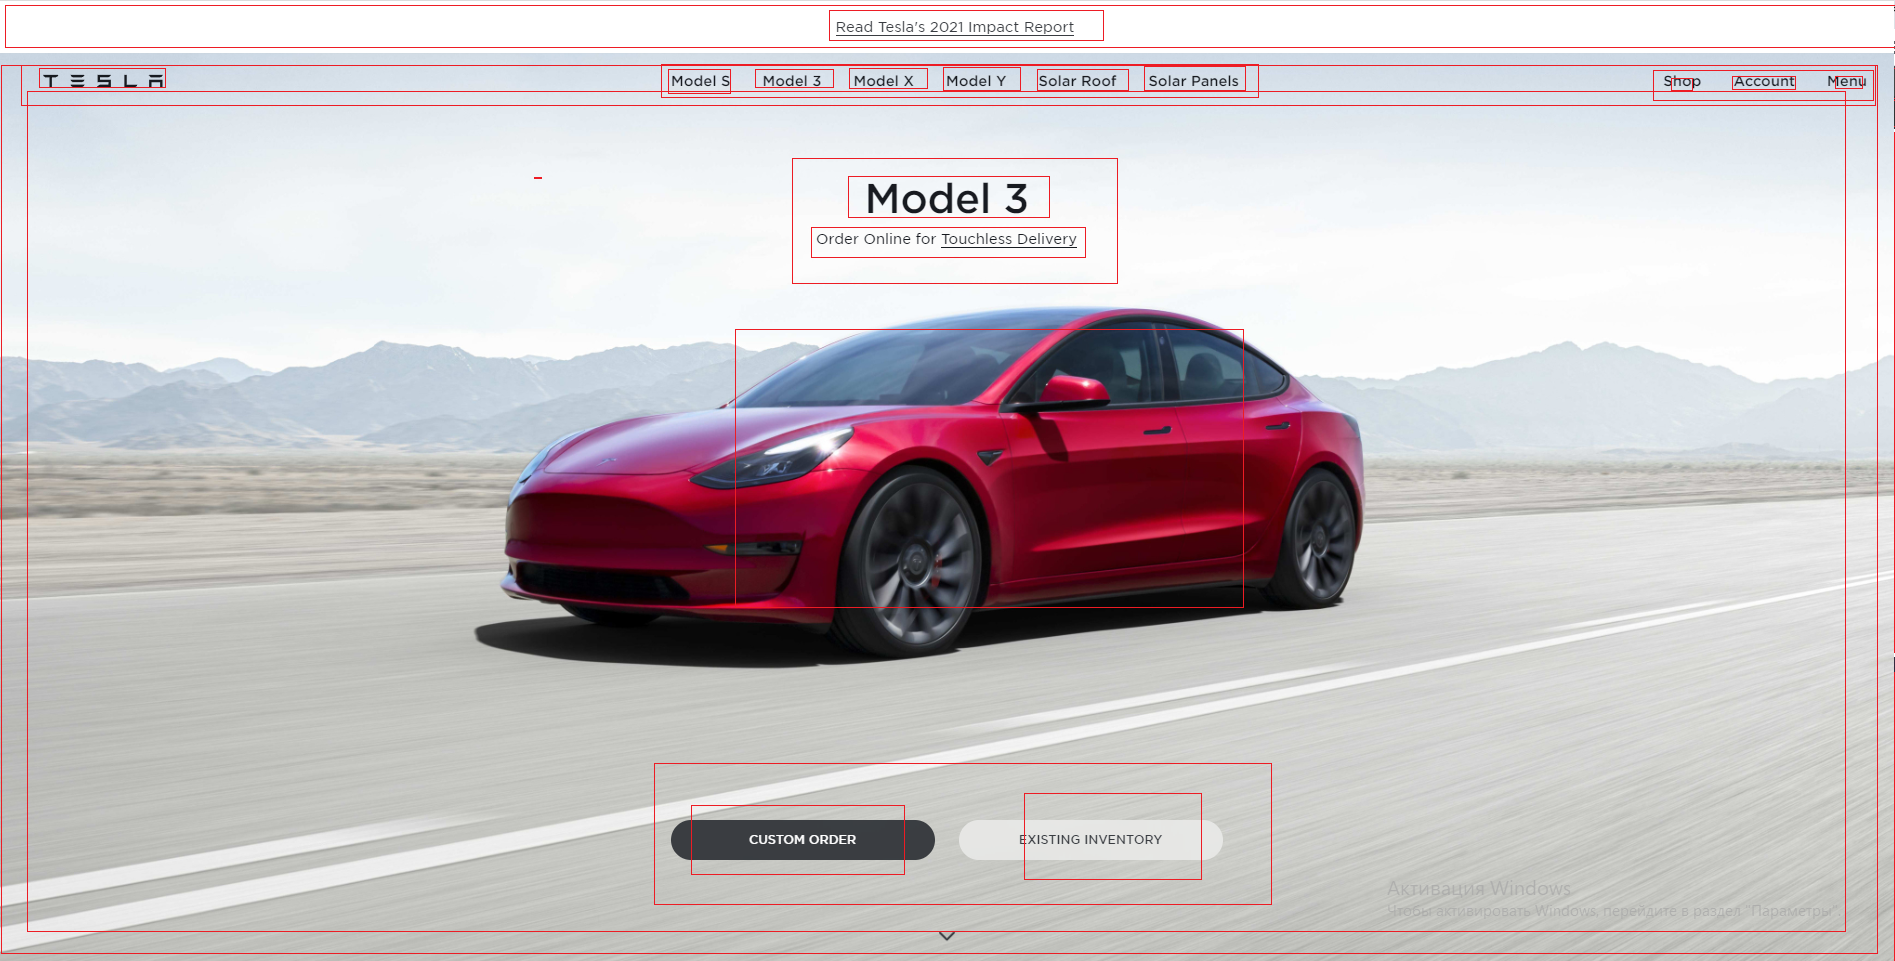 Read Tesla's 2021 Impact Report
TESLA
Model S Model 3 Model X Model Y Solar Roof Solar Panels
Shop Account Menu
Model 3
Order Online for Touchless Delivery
CUSTOM ORDER
EXISTING INVENTORY
Активация Windows
Чтобы активировать Windows, перейдите в раздел "Параметры".